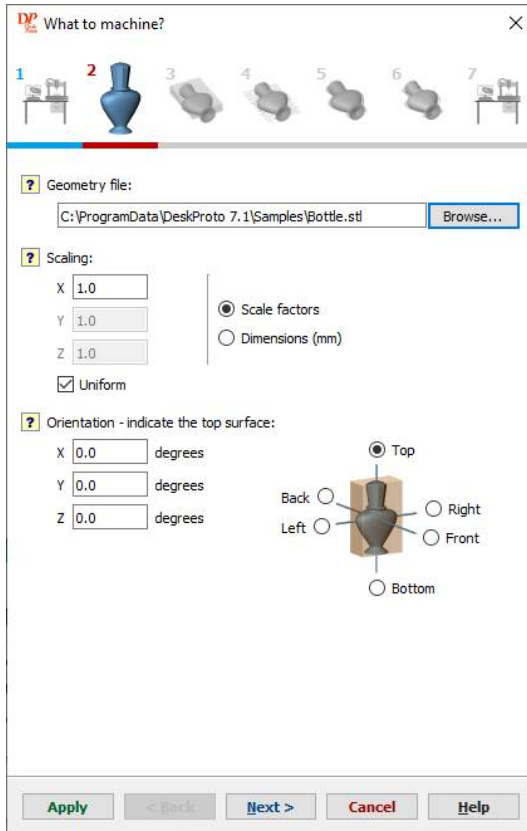 DP What to machine?
1 2 3 4 5 6 7
? Geometry file:
C:\ProgramData\DeskProto 7.1\Samples\Bottle.stl Browse...
? Scaling:
X 1.0
Y 1.0
Z 1.0
Scale factors
Dimensions (mm)
Uniform
? Orientation - indicate the top surface:
X 0.0 degrees
Y 0.0 degrees
Z 0.0 degrees
Top
Back
Left
Right
Front
Bottom
Apply < Back Next > Cancel Help